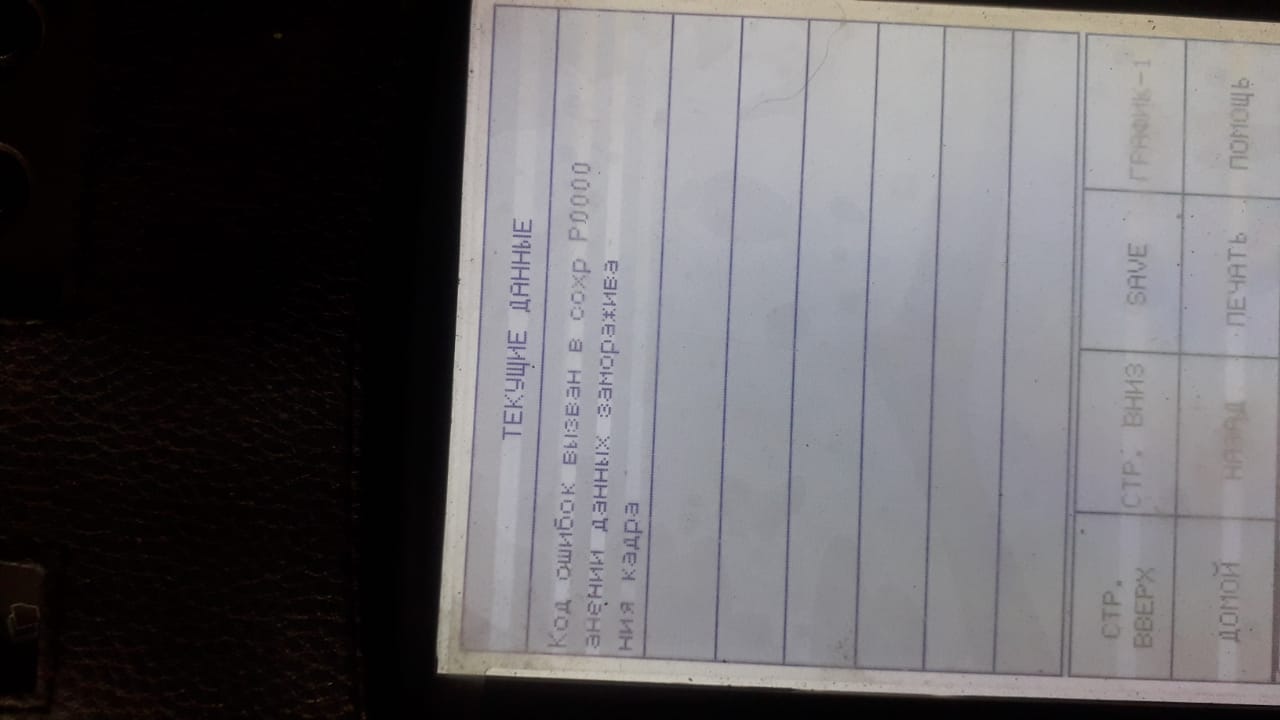 ТЕКУЩИЕ ДАННЫЕ
Код ошибок вызван в сохр P0000
анении данных заморажива
ния кадра
СТР. ВВЕРХ
СТР. ВНИЗ
SAVE
ГРАФИК-1
ДОМОЙ
НАЗАД
ПЕЧАТЬ
ПОМОЩЬ